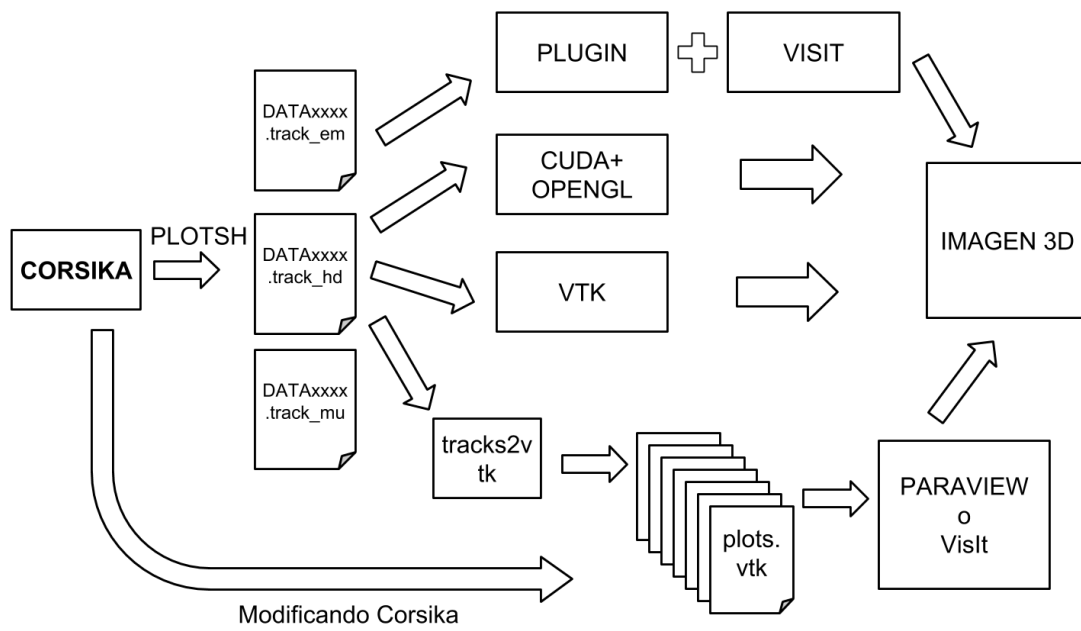 PLUGIN
VISIT
DATAxxxx
.track_em
CUDA+
OPENGL
IMAGEN 3D
CORSIKA
PLOTSH
DATAxxxx
.track_hd
VTK
DATAxxxx
.track_mu
tracks2v
tk
plots.
vtk
PARAVIEW
o
VisIt
Modificando Corsika